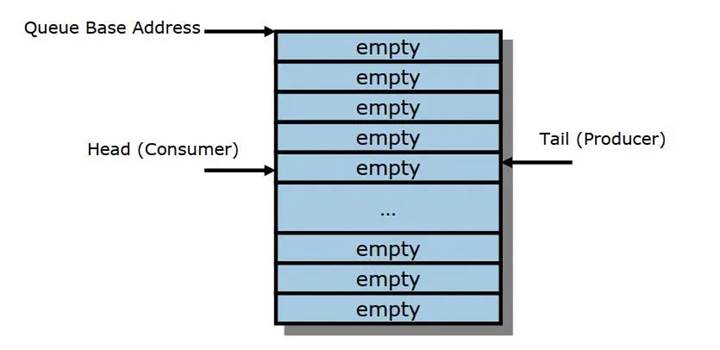 Queue Base Address
empty
empty
empty
empty
Tail (Producer)
Head (Consumer)
empty
...
empty
empty
empty